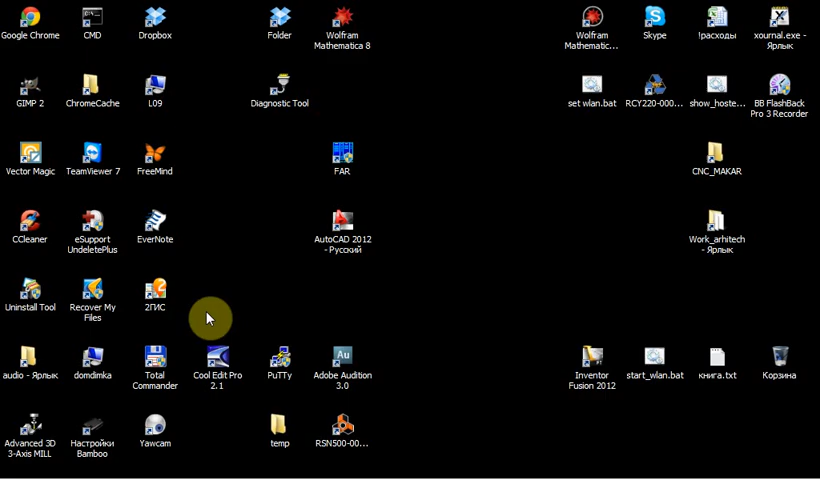 Google Chrome
CMD
Dropbox
Folder
Wolfram
Mathematica 8
Wolfram
Mathematic...
Skype
!расходы
xournal.exe -
Ярлык
GIMP 2
ChromeCache
L09
Diagnostic Tool
set wlan.bat
RCY220-000...
show_hoste...
BB FlashBack
Pro 3 Recorder
Vector Magic
TeamViewer 7
FreeMind
FAR
CNC_MAKAR
CCleaner
eSupport
UndeletePlus
EverNote
AutoCAD 2012
- Русский
Work_arhitech
- Ярлык
Uninstall Tool
Recover My
Files
2ГИС
audio - Ярлык
domdimka
Total
Commander
Cool Edit Pro
2.1
PuTTy
Au
Adobe Audition
3.0
Inventor
Fusion 2012
start_wlan.bat
книга.txt
Корзина
Advanced 3D
3-Axis MILL
Настройки
Bamboo
Yawcam
temp
RSN500-00...